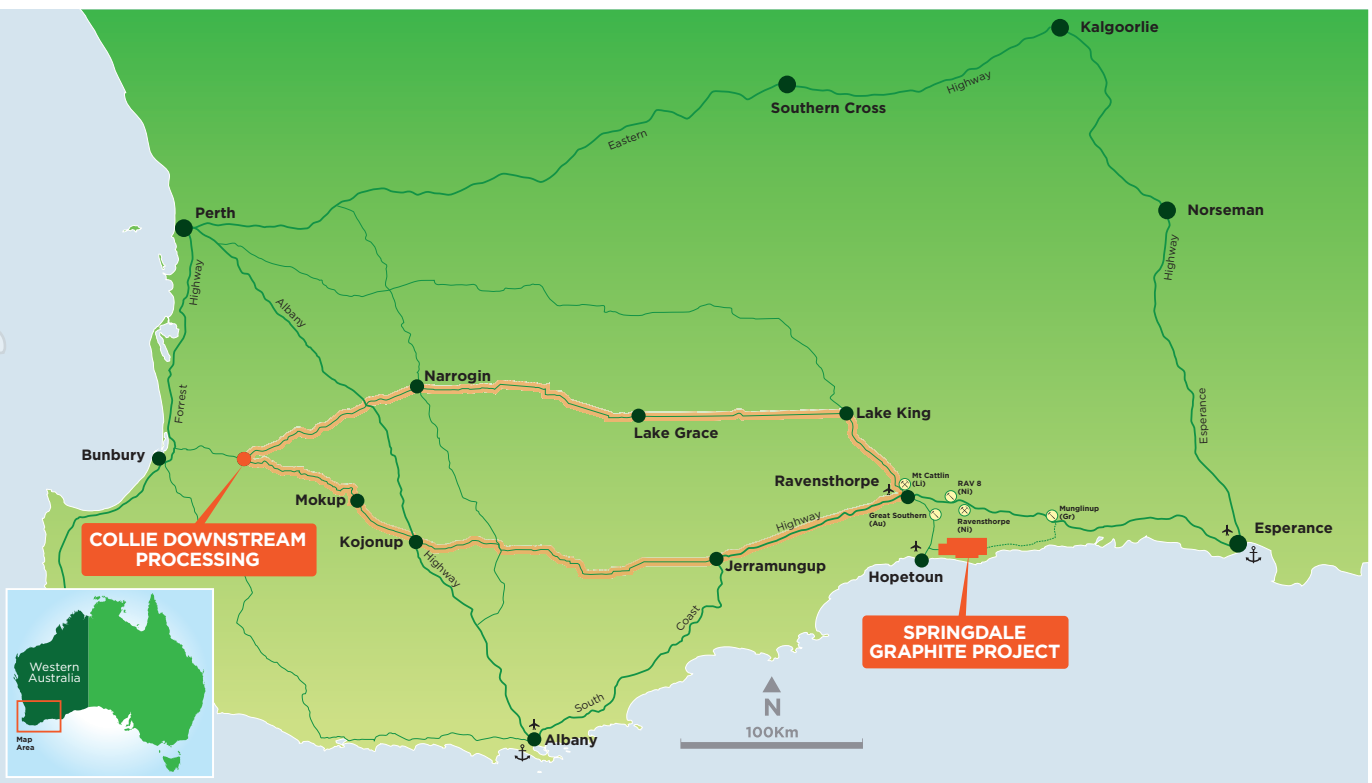 Kalgoorlie
Highway
Southern Cross
Eastern
Perth
Norseman
Highway
Highway
Albany
Narrogin
Forrest
Lake Grace
Lake King
Esperance
Bunbury
Mokup
Ravensthorpe
Mt Cattlin
(Li)
RAV 8
(Ni)
Great Southern
(Au)
Ravensthorpe
(Ni)
Munglinup
(Gr)
Highway
COLLIE DOWNSTREAM
PROCESSING
Kojonup
Highway
Jerramungup
Hopetoun
Esperance
Coast
SPRINGDALE
GRAPHITE PROJECT
Western
Australia
Map
Area
South
Albany
N
100Km